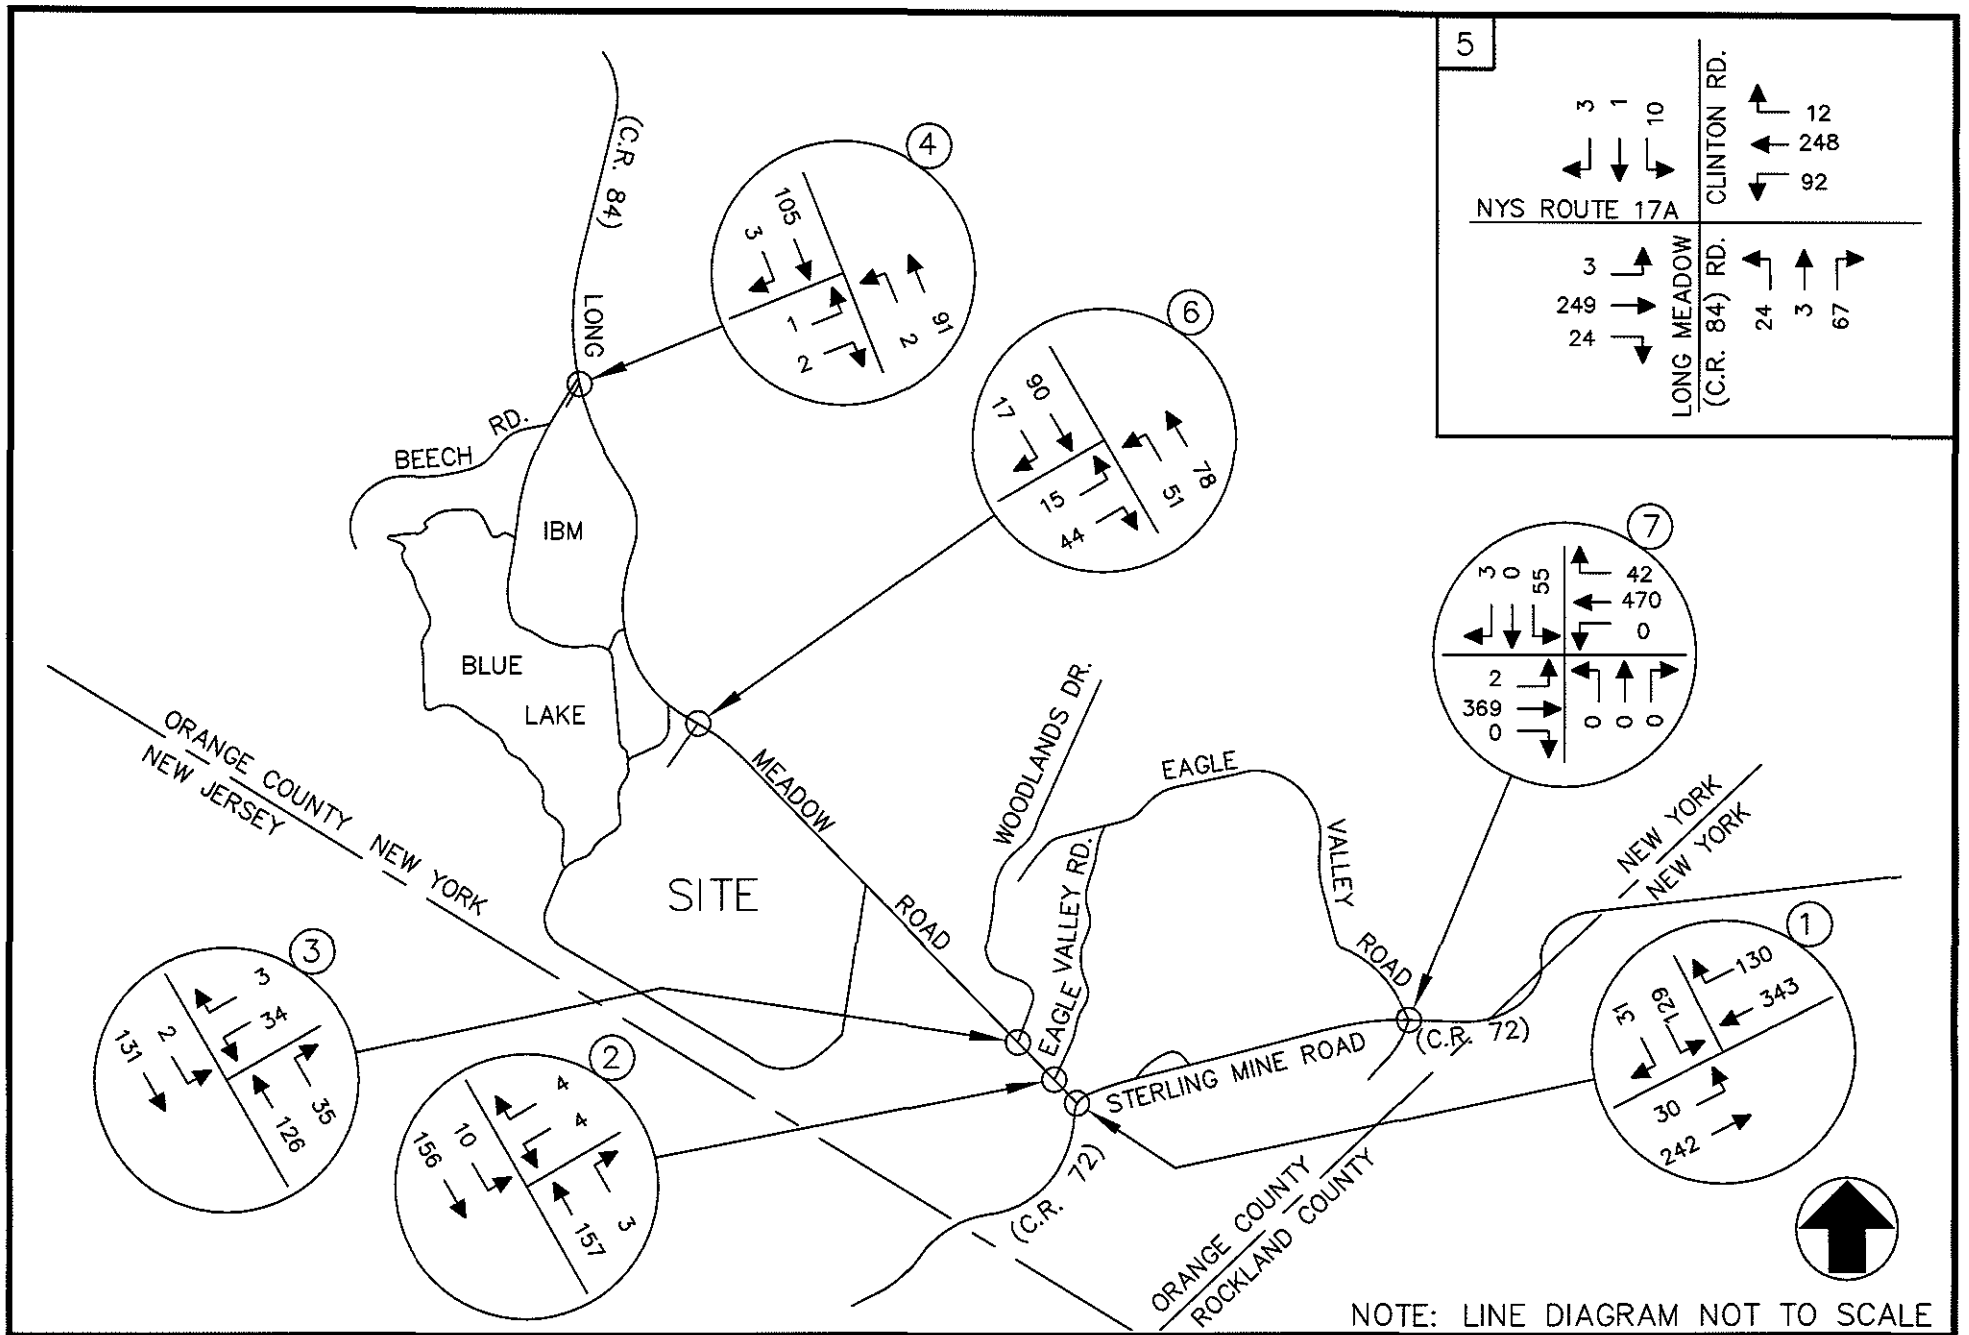 5
3
1
10
CLINTON RD.
12
248
92
NYS ROUTE 17A
3
249
24
LONG MEADOW
(C.R. 84) RD.
24
3
67
(C.R. 84)
LONG
4
105
3
1
2
91
2
6
90
17
15
44
78
51
BEECH RD.
IBM
BLUE
LAKE
7
3
0
55
42
470
0
2
369
0
0
0
0
ORANGE COUNTY NEW YORK
NEW JERSEY
MEADOW
ROAD
SITE
WOODLANDS DR.
EAGLE VALLEY RD.
EAGLE
VALLEY
ROAD
NEW YORK
NEW YORK
(C.R. 72)
STERLING MINE ROAD
(C.R. 72)
3
3
34
2
131
35
126
2
4
4
10
156
3
157
1
130
343
129
31
30
242
ORANGE COUNTY
ROCKLAND COUNTY
NOTE: LINE DIAGRAM NOT TO SCALE